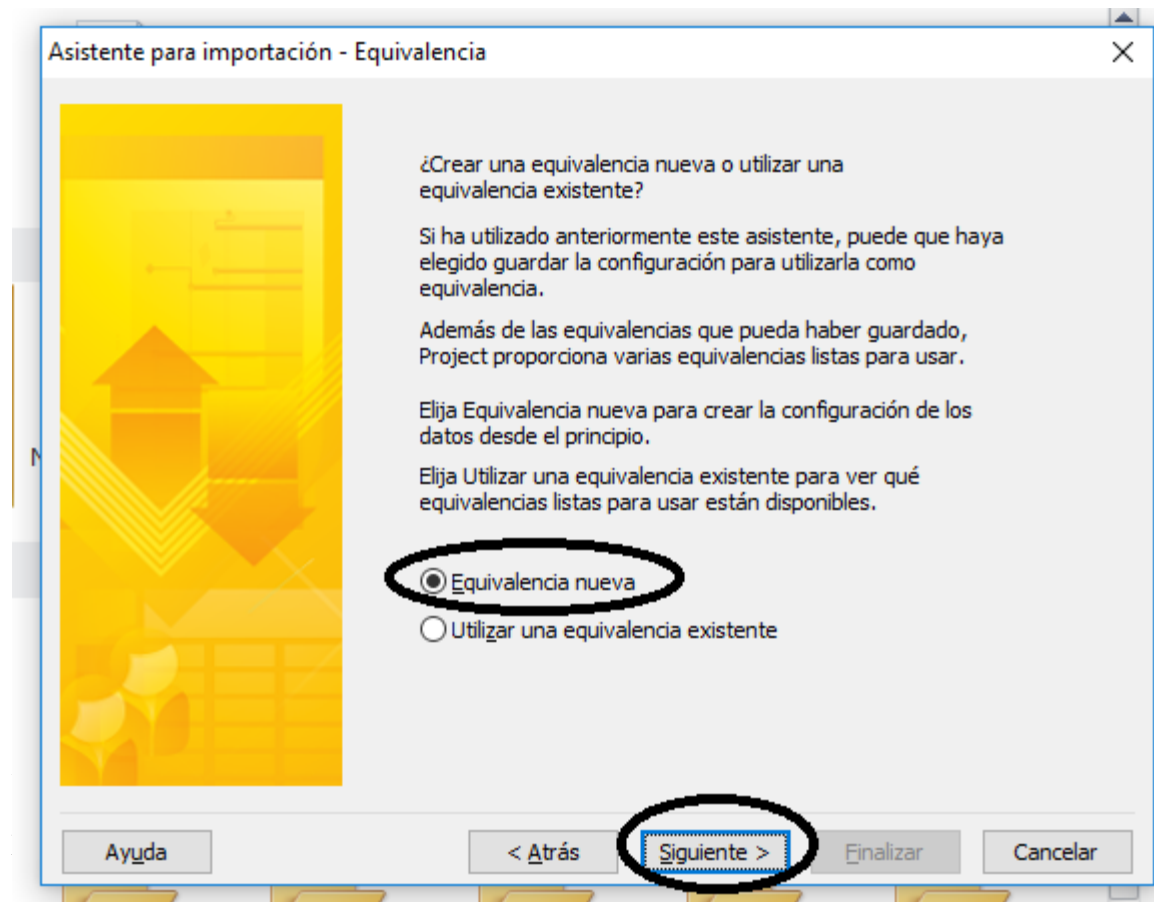 Asistente para importación - Equivalencia
¿Crear una equivalencia nueva o utilizar una
equivalencia existente?
Si ha utilizado anteriormente este asistente, puede que haya
elegido guardar la configuración para utilizarla como
equivalencia.
Además de las equivalencias que pueda haber guardado,
Project proporciona varias equivalencias listas para usar.
Elija Equivalencia nueva para crear la configuración de los
datos desde el principio.
Elija Utilizar una equivalencia existente para ver qué
equivalencias listas para usar están disponibles.
Equivalencia nueva
Utilizar una equivalencia existente
Ayuda
< Atrás
Siguiente >
Finalizar
Cancelar